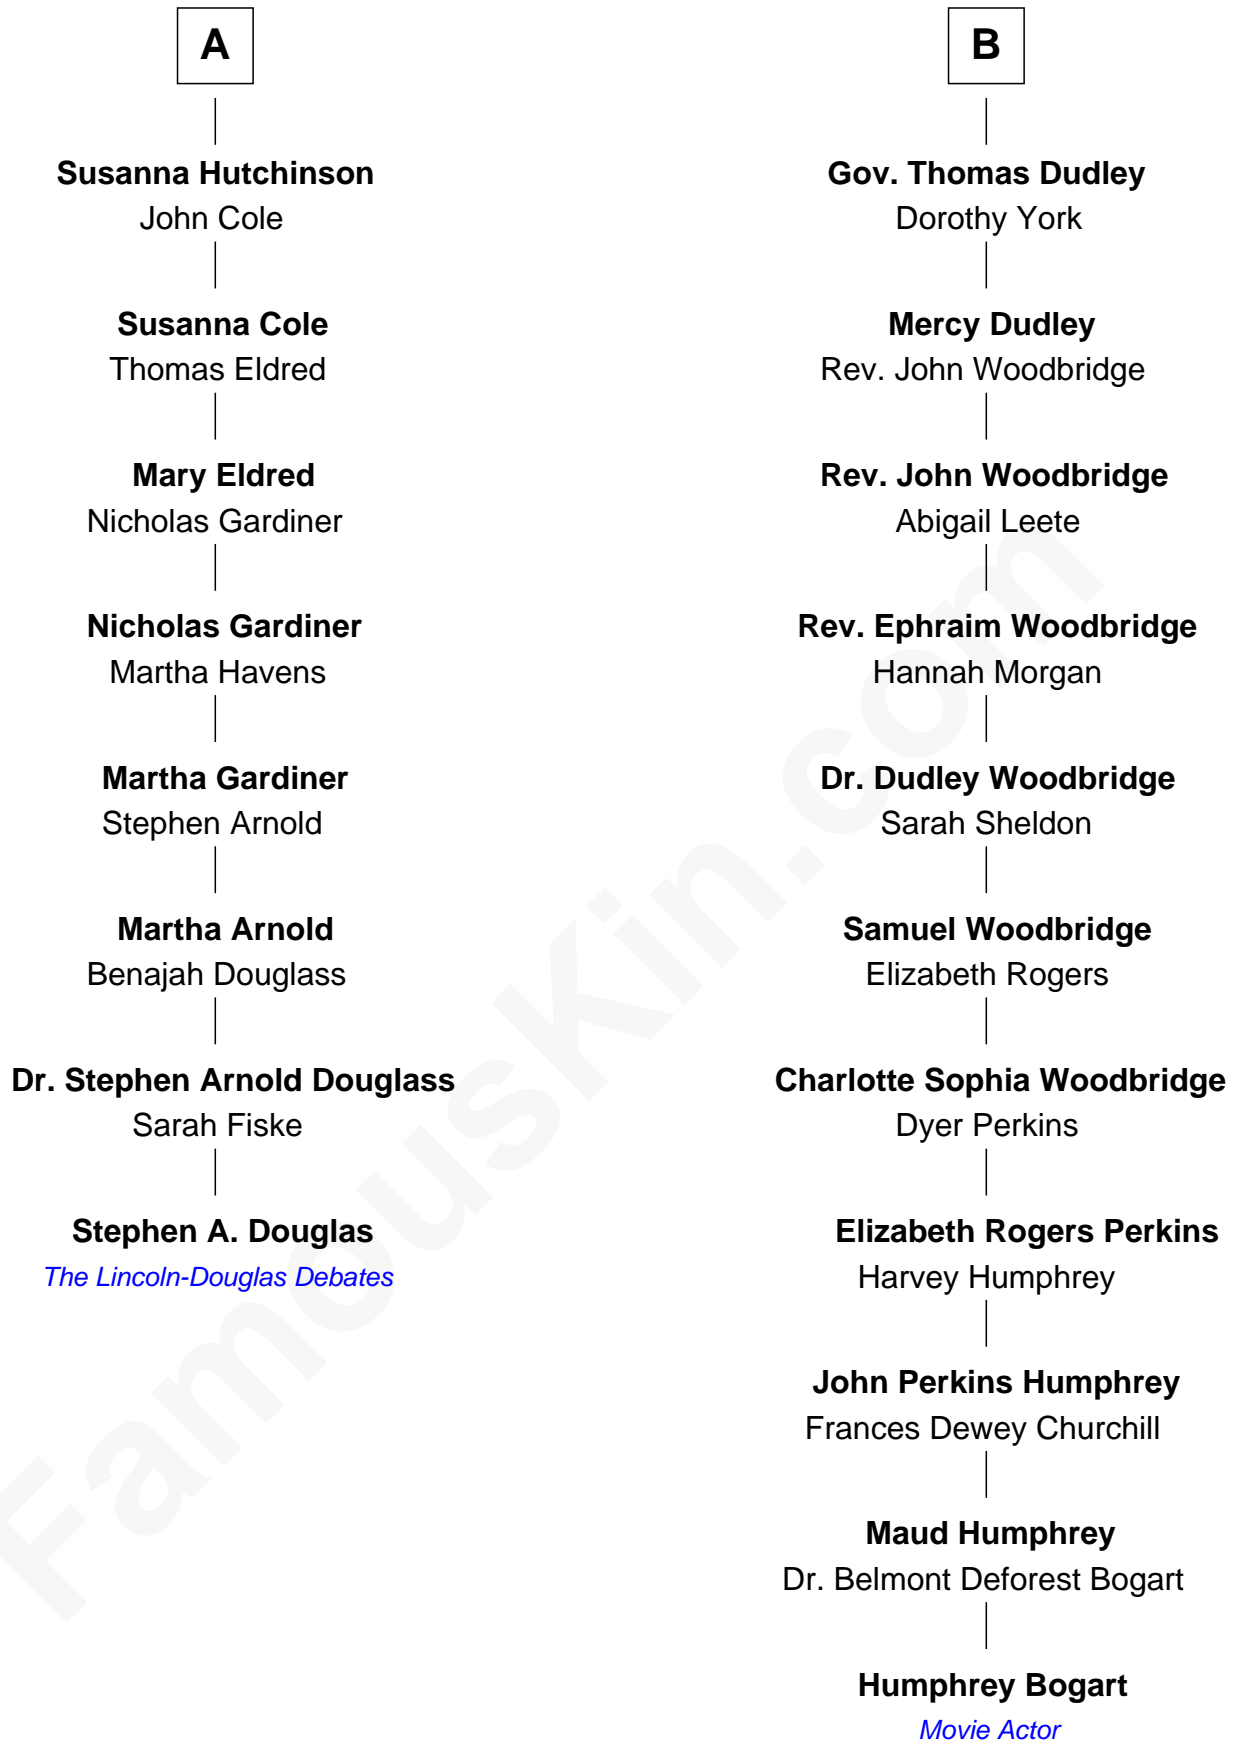 A
Susanna Hutchinson
John Cole
Susanna Cole
Thomas Eldred
Mary Eldred
Nicholas Gardiner
Nicholas Gardiner
Martha Havens
Martha Gardiner
Stephen Arnold
Martha Arnold
Benajah Douglass
Dr. Stephen Arnold Douglass
Sarah Fiske
Stephen A. Douglas
The Lincoln-Douglas Debates
B
Gov. Thomas Dudley
Dorothy York
Mercy Dudley
Rev. John Woodbridge
Rev. John Woodbridge
Abigail Leete
Rev. Ephraim Woodbridge
Hannah Morgan
Dr. Dudley Woodbridge
Sarah Sheldon
Samuel Woodbridge
Elizabeth Rogers
Charlotte Sophia Woodbridge
Dyer Perkins
Elizabeth Rogers Perkins
Harvey Humphrey
John Perkins Humphrey
Frances Dewey Churchill
Maud Humphrey
Dr. Belmont Deforest Bogart
Humphrey Bogart
Movie Actor
FamousKin.com